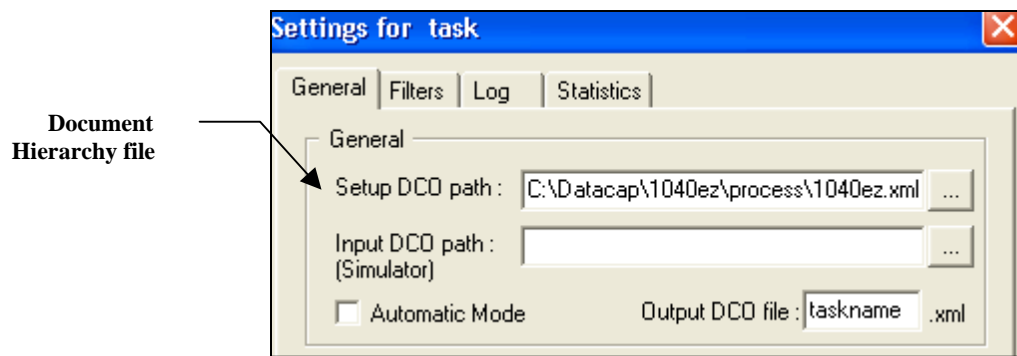 Settings for task
General Filters Log Statistics
Document
Hierarchy file
General
Setup DCO path : C:\Datacap\1040ez\process\1040ez.xml ...
Input DCO path : ...
(Simulator)
Automatic Mode Output DCO file : taskname .xml